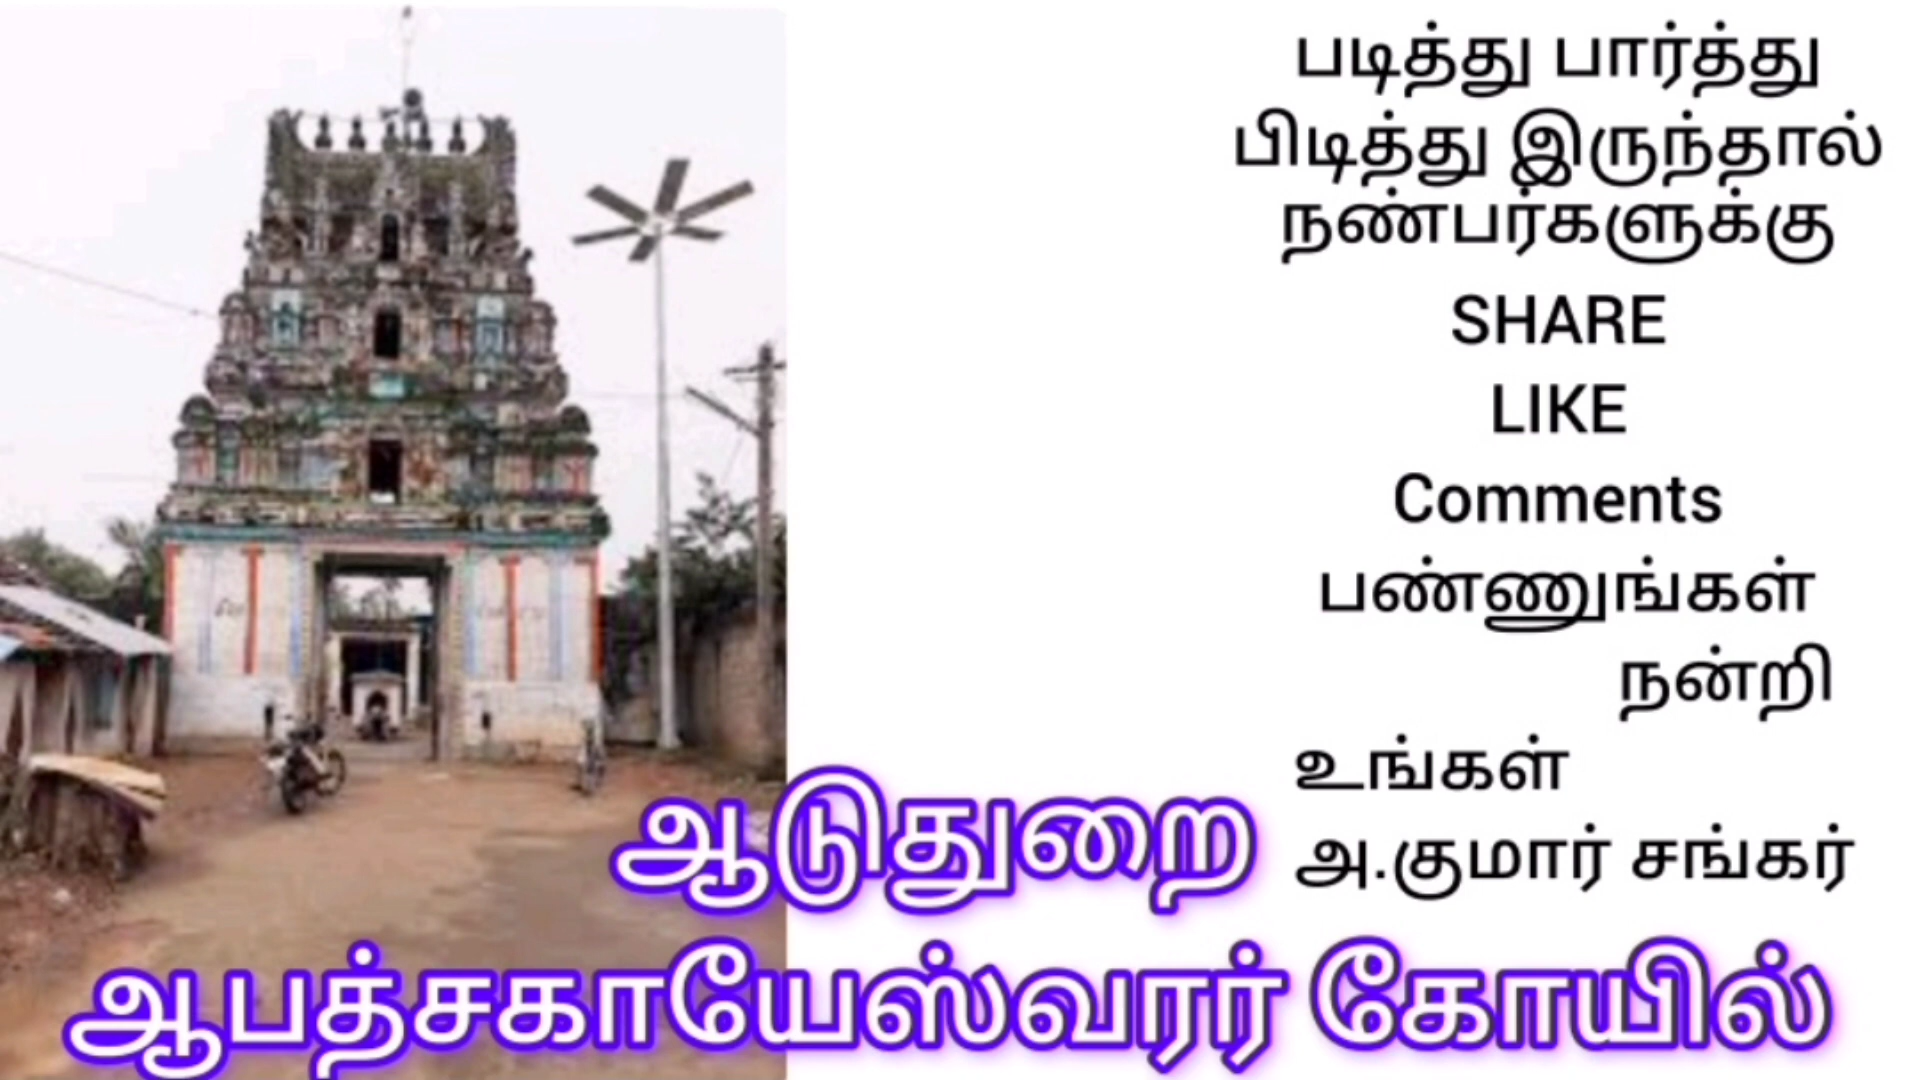 படித்து பார்த்து
பிடித்து இருந்தால்
நண்பர்களுக்கு
SHARE
LIKE
Comments
பண்ணுங்கள்
நன்றி
உங்கள்
அ.குமார் சங்கர்
ஆடுதுறை
ஆபத்சகாயேஸ்வரர் கோயில்